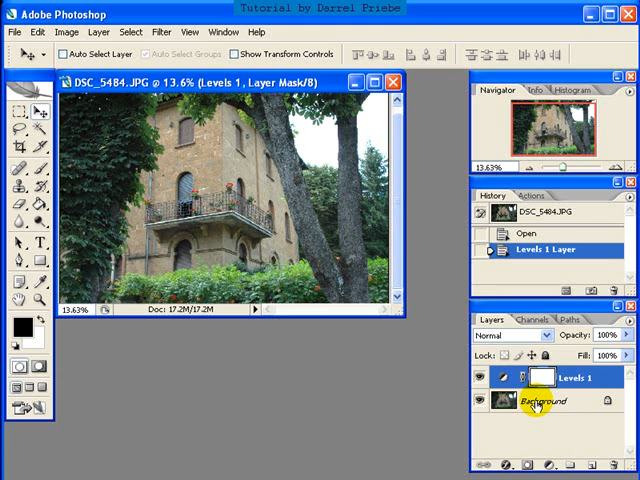 Tutorial by Darrel Priebe
Adobe Photoshop
File Edit Image Layer Select Filter View Window Help
Auto Select Layer Auto Select Groups Show Transform Controls
DSC_5484.JPG @ 13.6% (Levels 1, Layer Mask/8)
Navigator Info Histogram
13.63%
History Actions
DSC_5484.JPG
Open
Levels 1 Layer
13.63% Doc: 17.2M/17.2M
Layers Channels Paths
Normal Opacity: 100%
Lock: Fill: 100%
Levels 1
Background